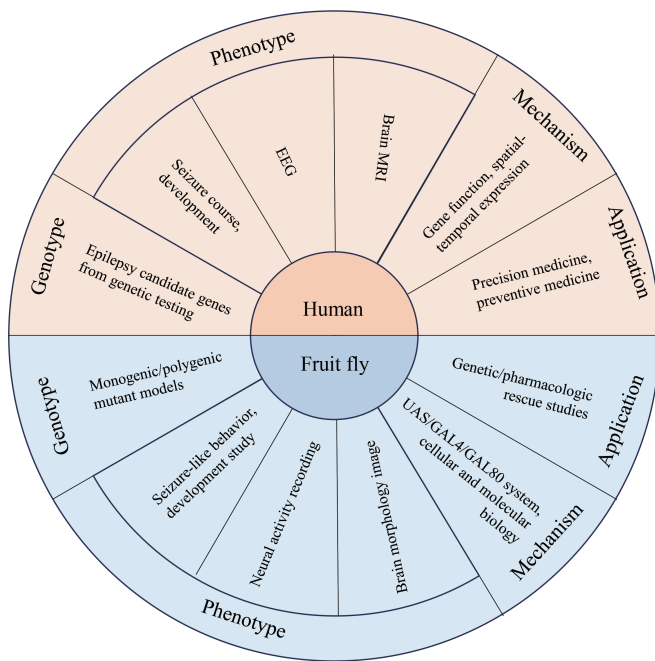 Phenotype
Mechanism
Application
Genotype
Seizure course,
development
EEG
Brain MRI
Gene function, spatial-
temporal expression
Epilepsy candidate genes
from genetic testing
Precision medicine,
preventive medicine
Human
Fruit fly
Monogenic/polygenic
mutant models
Genetic/pharmacologic
rescue studies
Seizure-like behavior,
development study
Neural activity recording
Brain morphology image
UAS/GAL4/GAL80 system,
cellular and molecular
biology
Genotype
Application
Phenotype
Mechanism